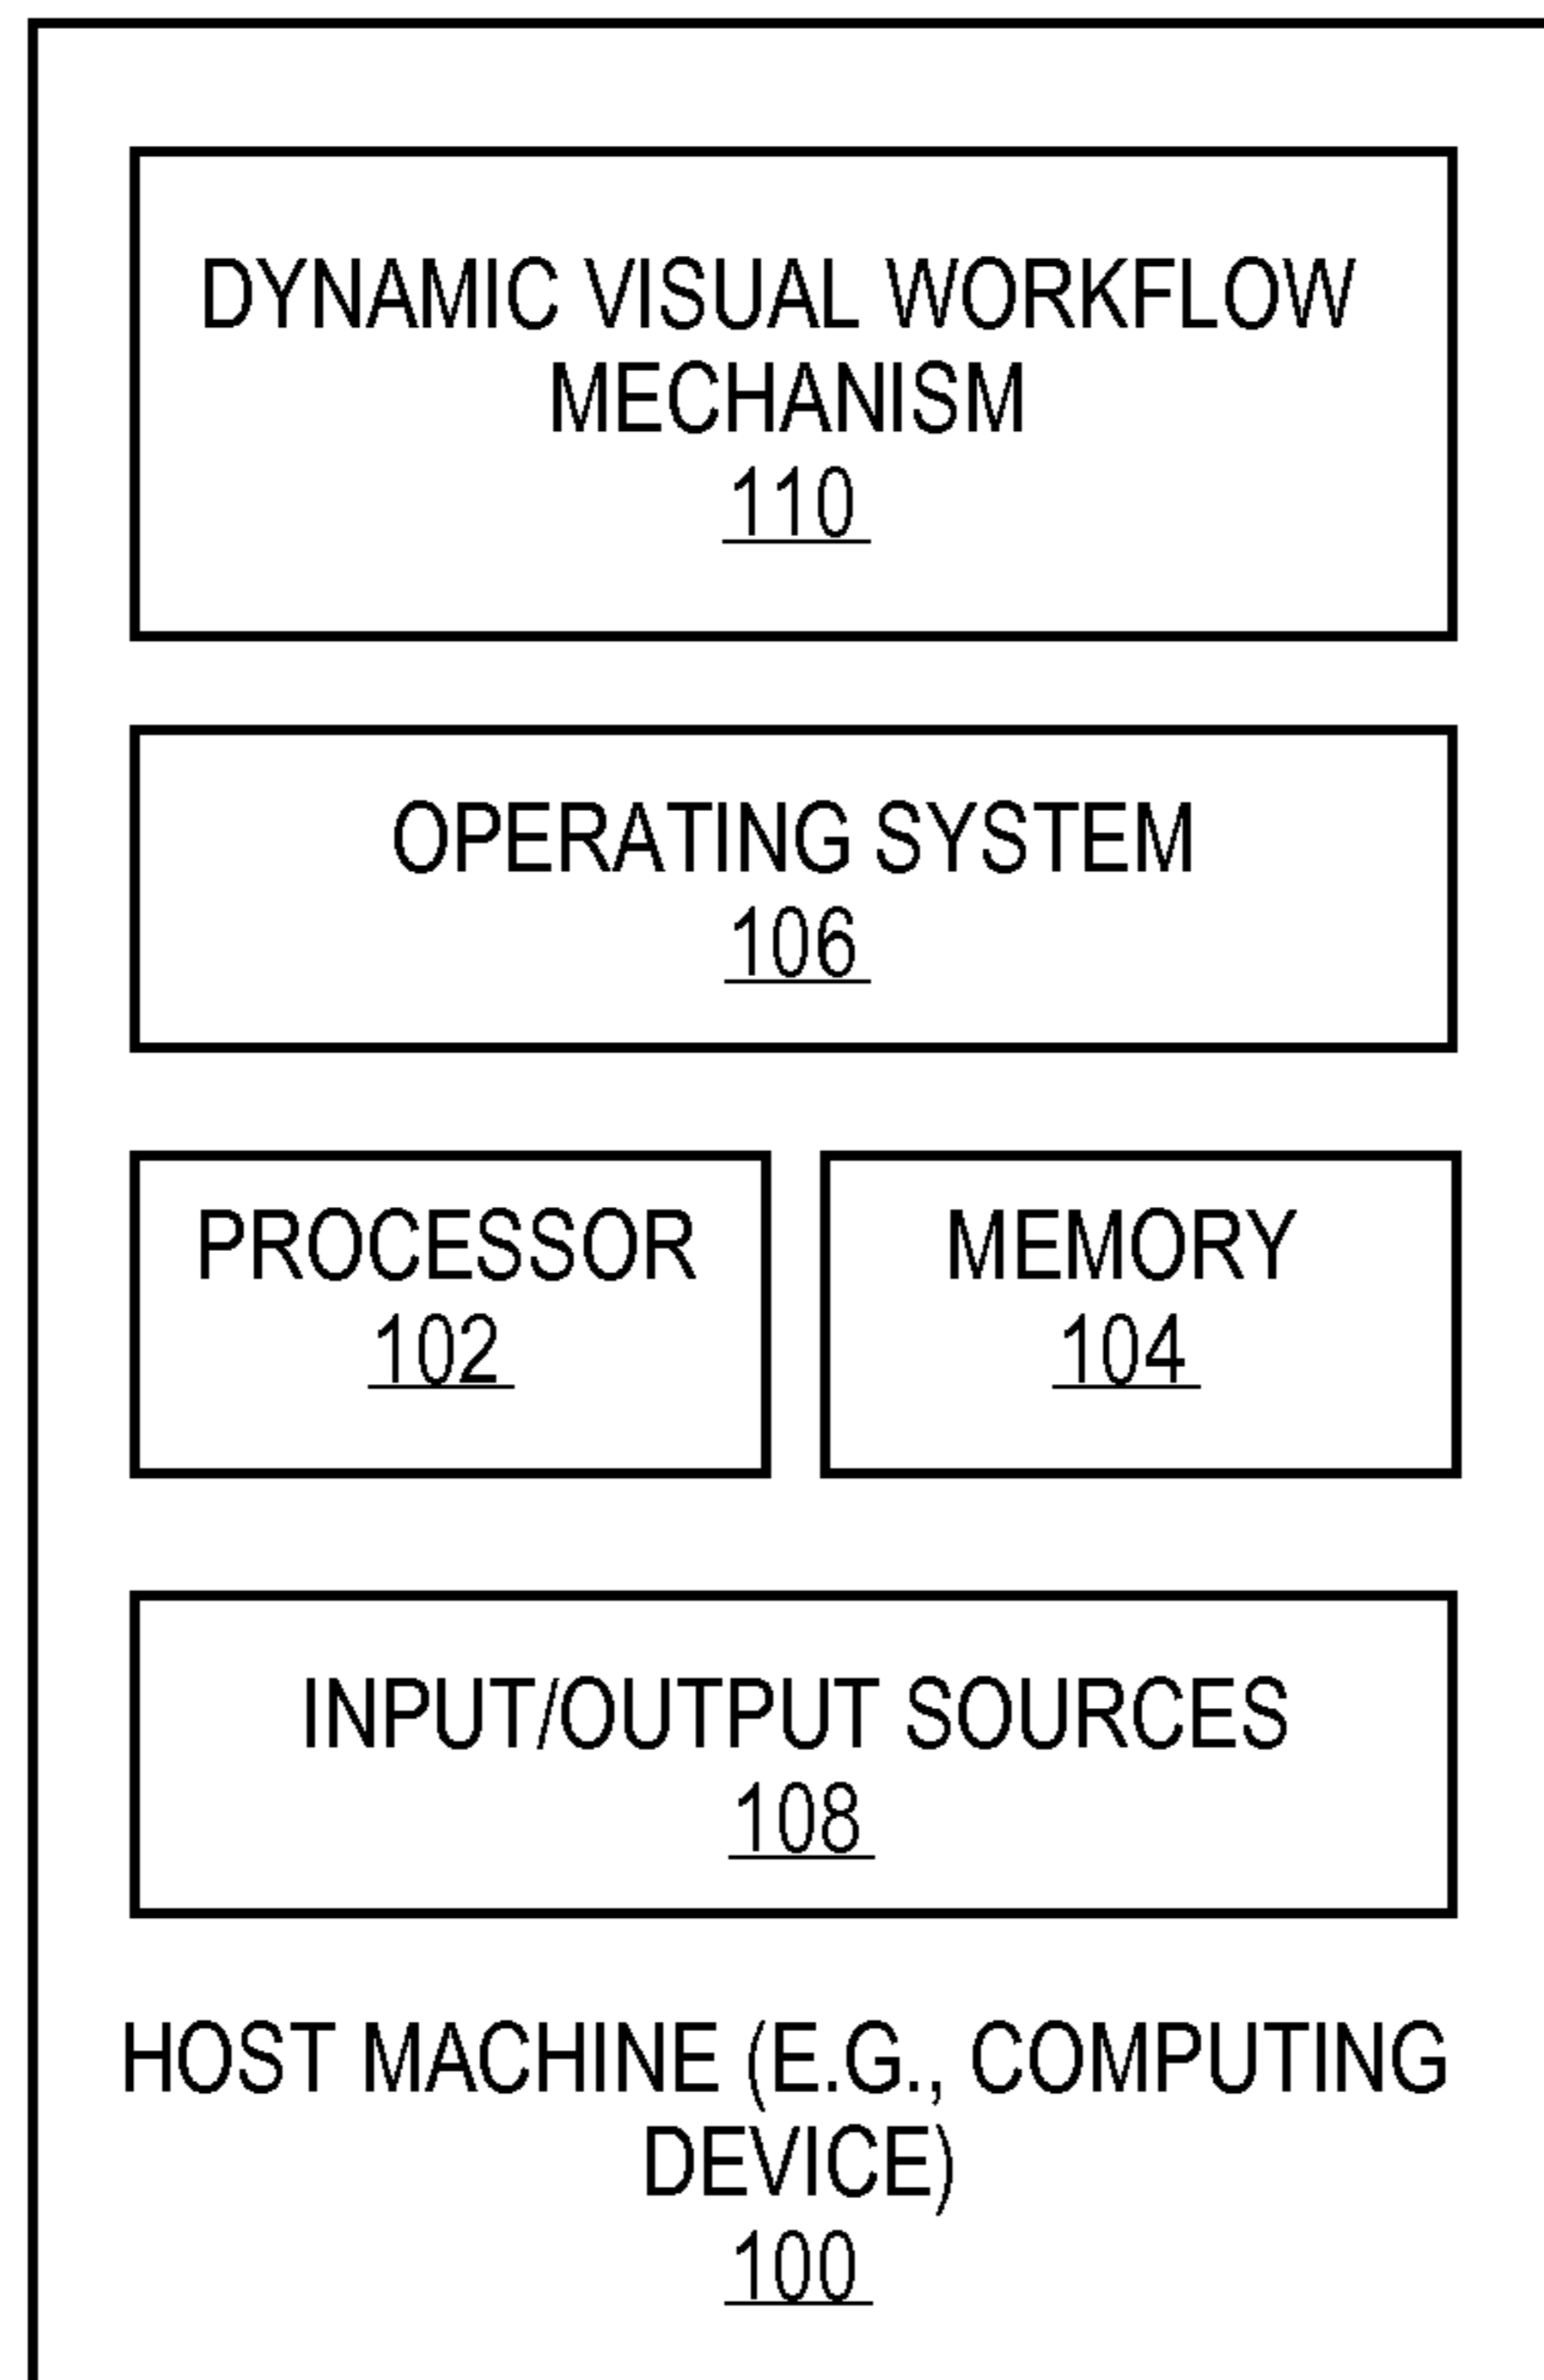 DYNAMIC VISUAL WORKFLOW
MECHANISM
110
OPERATING SYSTEM
106
PROCESSOR
102
MEMORY
104
INPUT/OUTPUT SOURCES
108
HOST MACHINE (E.G., COMPUTING
DEVICE)
100